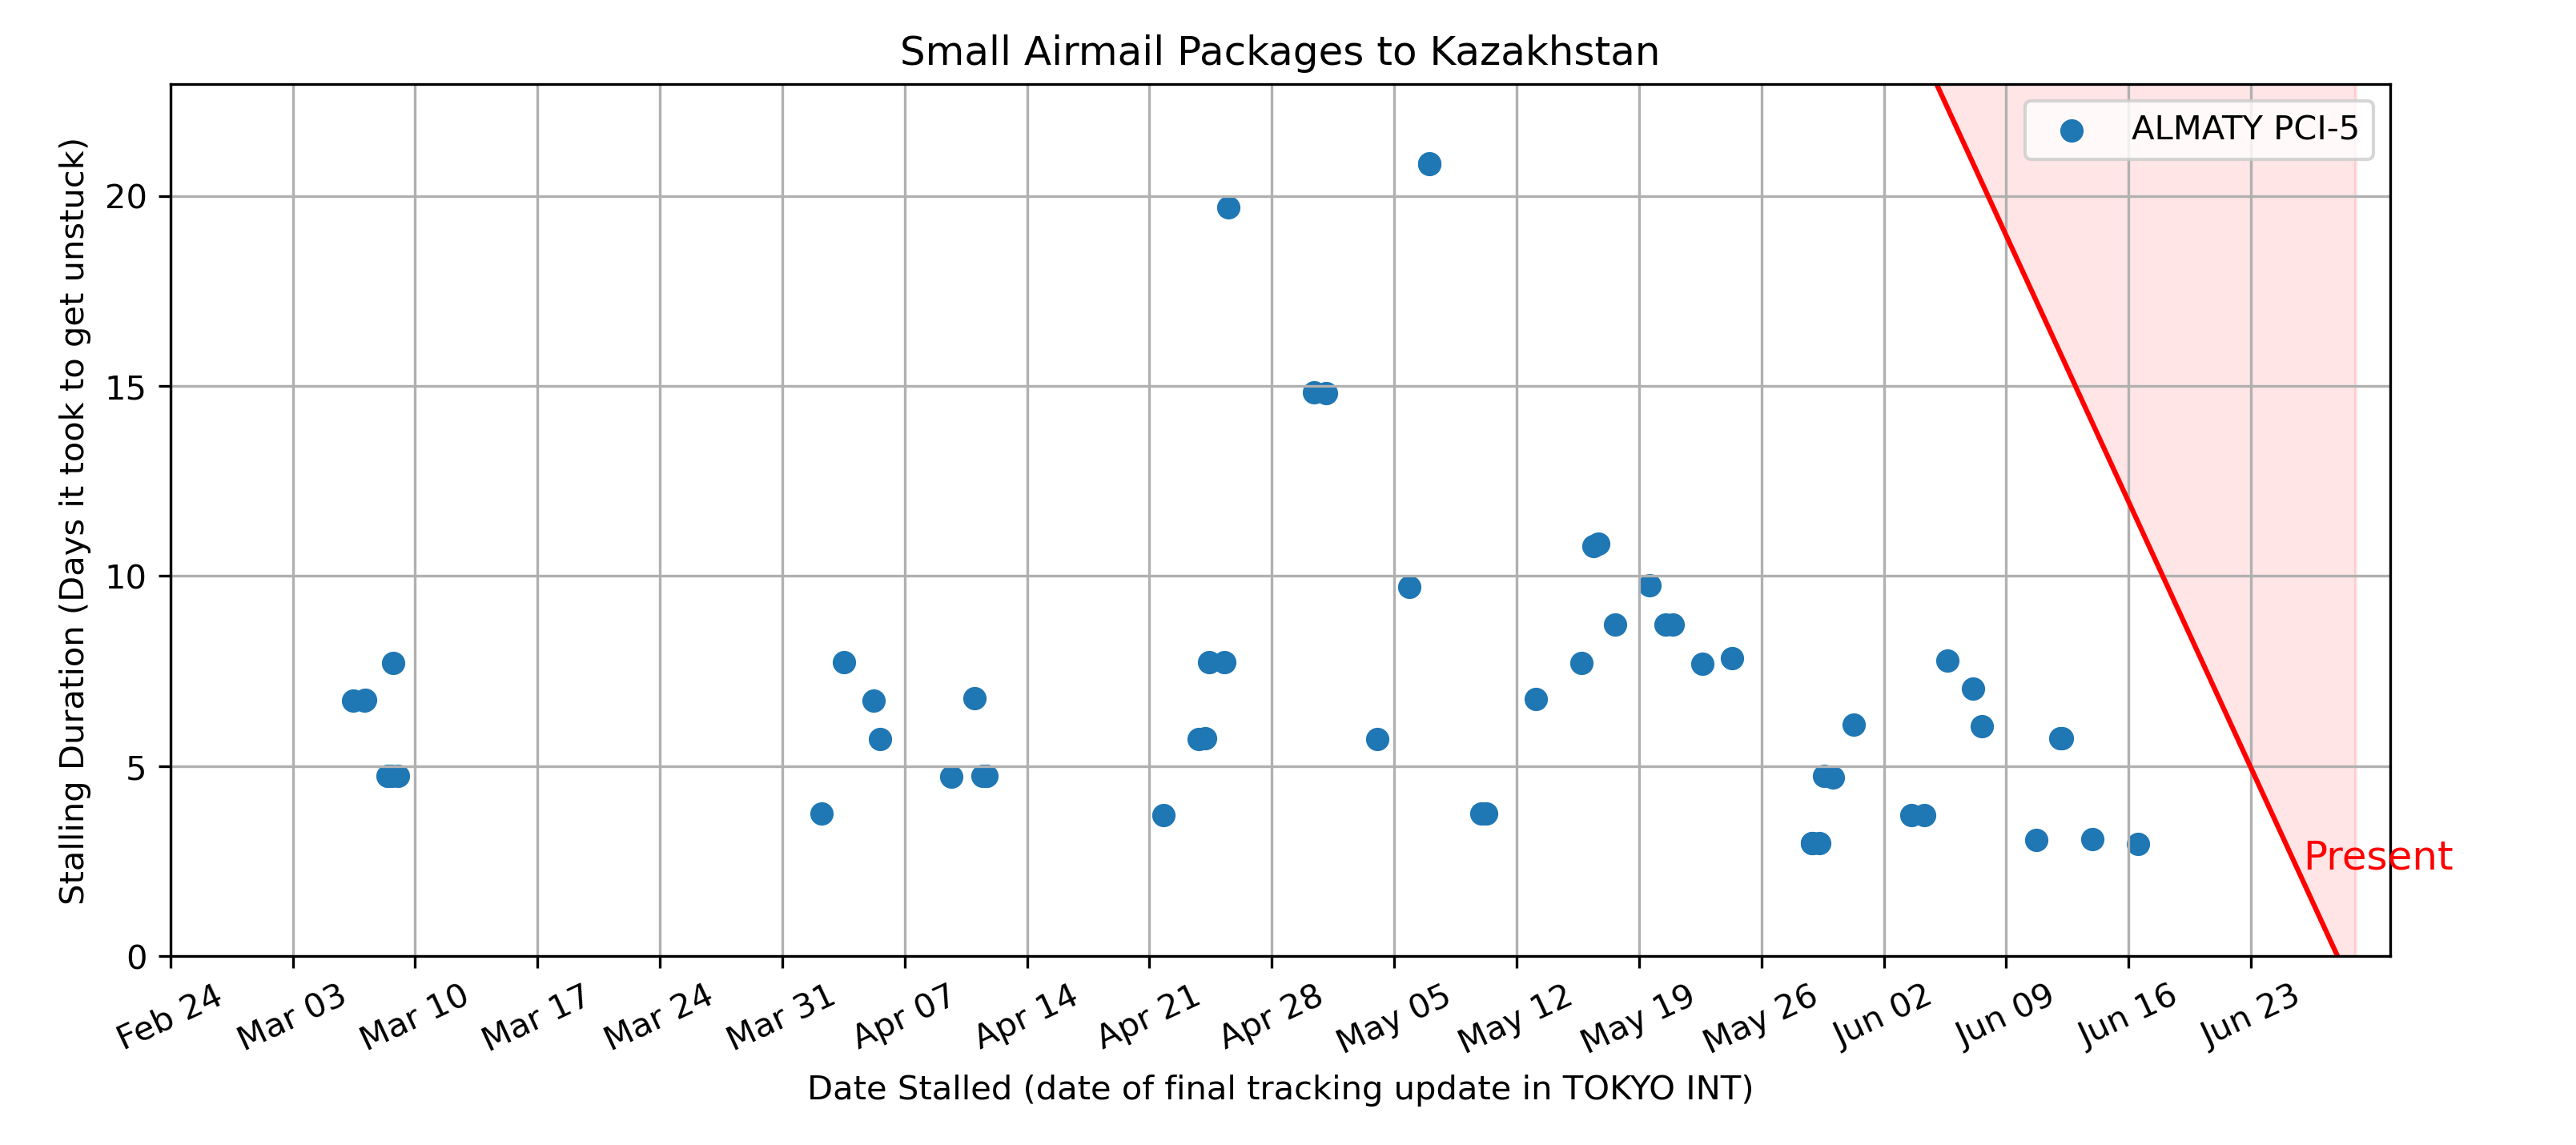 Small Airmail Packages to Kazakhstan
ALMATY PCI-5
Stalling Duration (Days it took to get unstuck)
20
15
10
5
0
Present
Feb 24
Mar 03
Mar 10
Mar 17
Mar 24
Mar 31
Apr 07
Apr 14
Apr 21
Apr 28
May 05
May 12
May 19
May 26
Jun 02
Jun 09
Jun 16
Jun 23
Date Stalled (date of final tracking update in TOKYO INT)